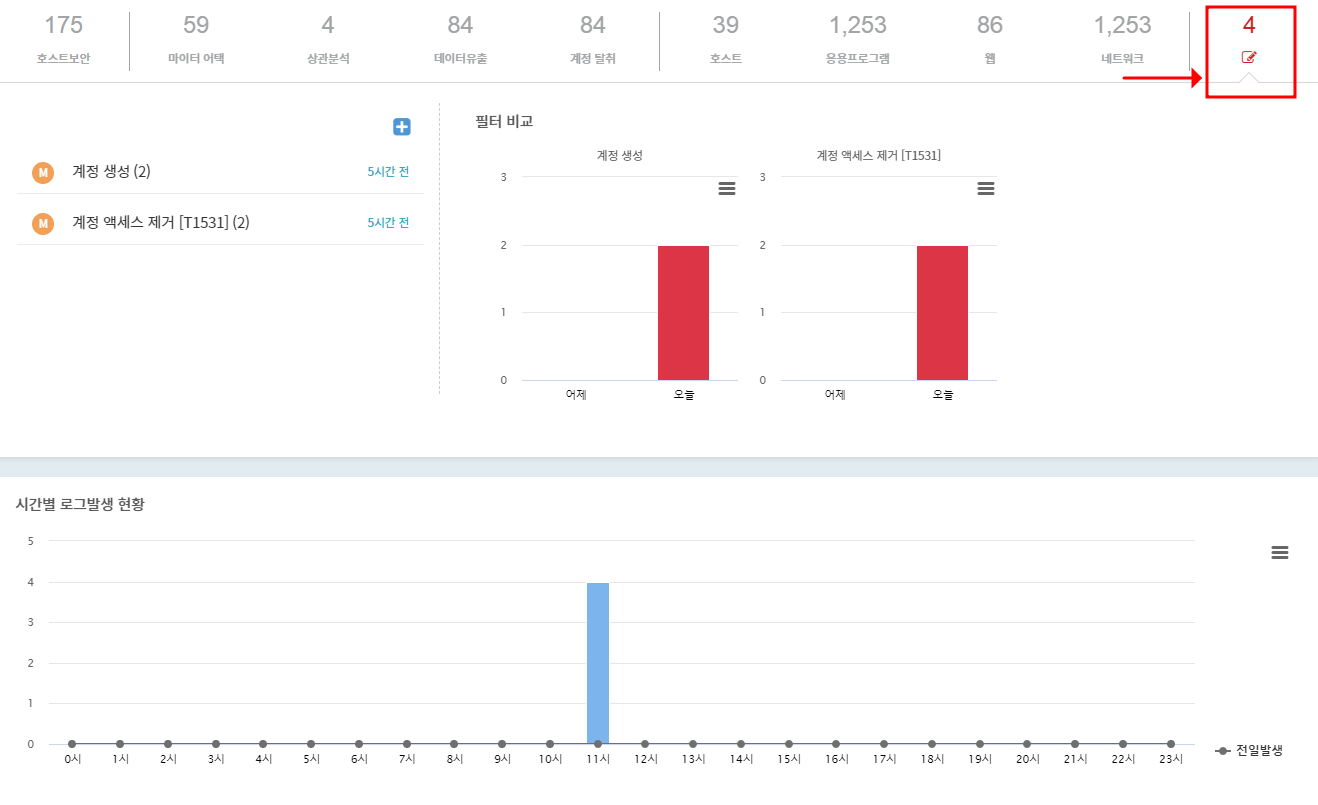 175 59 4 84 84 39 1,253 86 1,253 4
호스트보안 마이터 어택 상관분석 데이터유출 계정 탈취 호스트 응용프로그램 웹 네트워크
M 계정 생성 (2) 5시간 전
M 계정 액세스 제거 [T1531] (2) 5시간 전
필터 비교
계정 생성
3
2
1
0
어제 오늘
계정 액세스 제거 [T1531]
3
2
1
0
어제 오늘
시간별 로그발생 현황
5
4
3
2
1
0
0시 1시 2시 3시 4시 5시 6시 7시 8시 9시 10시 11시 12시 13시 14시 15시 16시 17시 18시 19시 20시 21시 22시 23시
전일발생